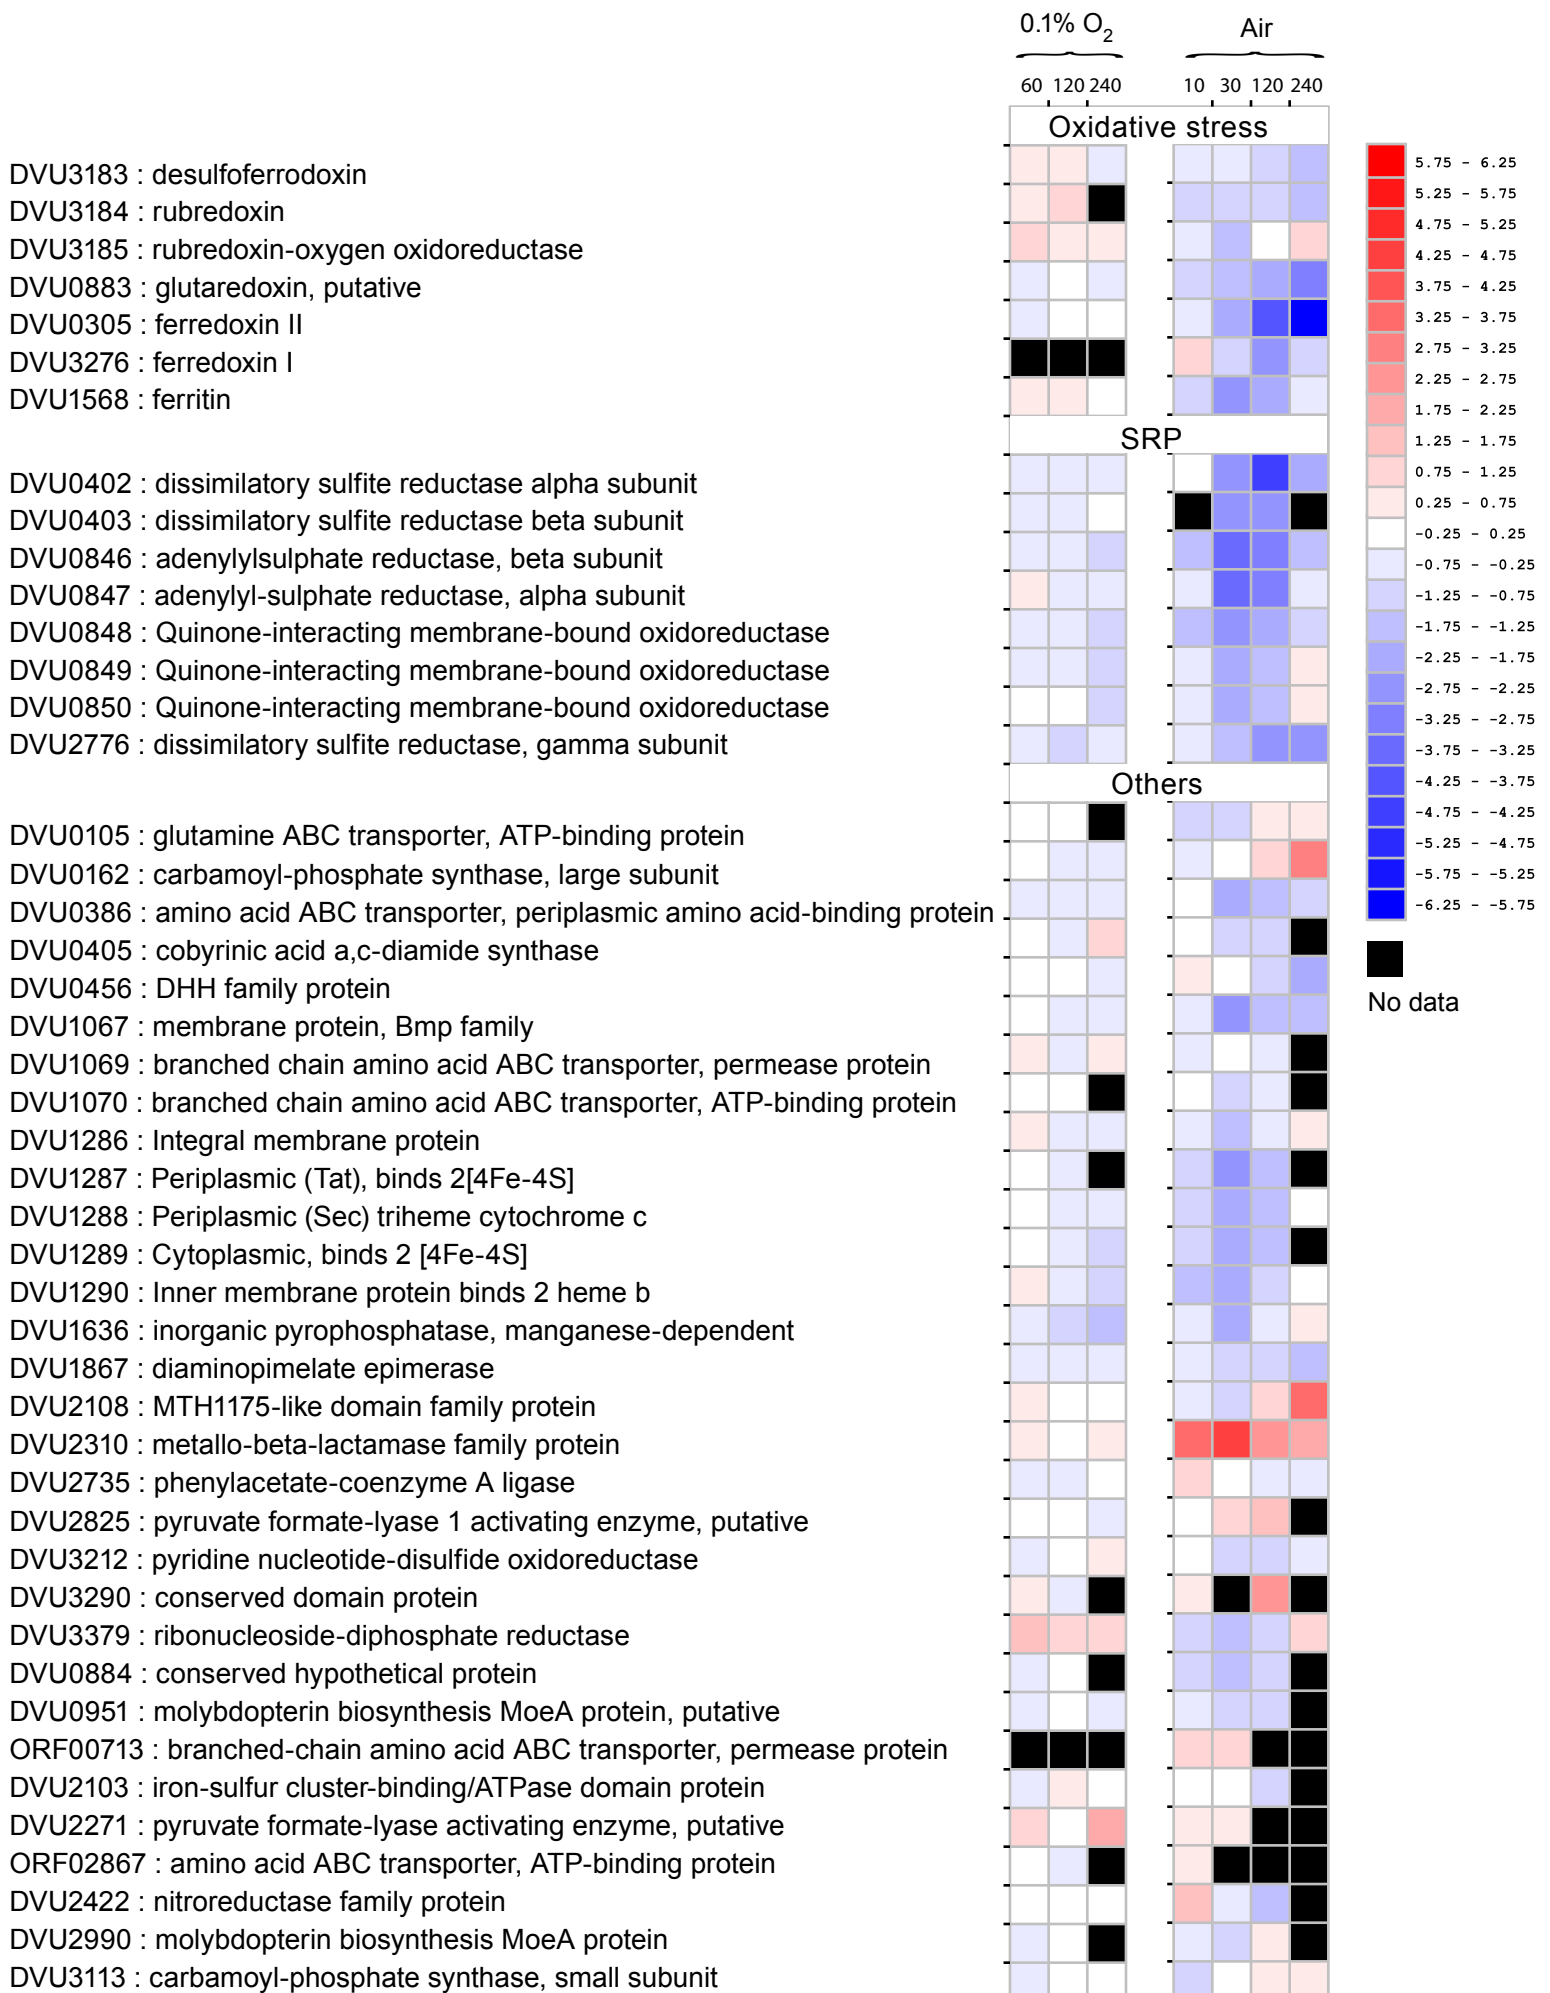 0.1% O2
Air
60 120 240
10 30 120 240
Oxidative stress
DVU3183 : desulfoferrodoxin
DVU3184 : rubredoxin
DVU3185 : rubredoxin-oxygen oxidoreductase
DVU0883 : glutaredoxin, putative
DVU0305 : ferredoxin II
DVU3276 : ferredoxin I
DVU1568 : ferritin
SRP
DVU0402 : dissimilatory sulfite reductase alpha subunit
DVU0403 : dissimilatory sulfite reductase beta subunit
DVU0846 : adenylylsulphate reductase, beta subunit
DVU0847 : adenylyl-sulphate reductase, alpha subunit
DVU0848 : Quinone-interacting membrane-bound oxidoreductase
DVU0849 : Quinone-interacting membrane-bound oxidoreductase
DVU0850 : Quinone-interacting membrane-bound oxidoreductase
DVU2776 : dissimilatory sulfite reductase, gamma subunit
Others
DVU0105 : glutamine ABC transporter, ATP-binding protein
DVU0162 : carbamoyl-phosphate synthase, large subunit
DVU0386 : amino acid ABC transporter, periplasmic amino acid-binding protein
DVU0405 : cobyrinic acid a,c-diamide synthase
DVU0456 : DHH family protein
DVU1067 : membrane protein, Bmp family
DVU1069 : branched chain amino acid ABC transporter, permease protein
DVU1070 : branched chain amino acid ABC transporter, ATP-binding protein
DVU1286 : Integral membrane protein
DVU1287 : Periplasmic (Tat), binds 2[4Fe-4S]
DVU1288 : Periplasmic (Sec) triheme cytochrome c
DVU1289 : Cytoplasmic, binds 2 [4Fe-4S]
DVU1290 : Inner membrane protein binds 2 heme b
DVU1636 : inorganic pyrophosphatase, manganese-dependent
DVU1867 : diaminopimelate epimerase
DVU2108 : MTH1175-like domain family protein
DVU2310 : metallo-beta-lactamase family protein
DVU2735 : phenylacetate-coenzyme A ligase
DVU2825 : pyruvate formate-lyase 1 activating enzyme, putative
DVU3212 : pyridine nucleotide-disulfide oxidoreductase
DVU3290 : conserved domain protein
DVU3379 : ribonucleoside-diphosphate reductase
DVU0884 : conserved hypothetical protein
DVU0951 : molybdopterin biosynthesis MoeA protein, putative
ORF00713 : branched-chain amino acid ABC transporter, permease protein
DVU2103 : iron-sulfur cluster-binding/ATPase domain protein
DVU2271 : pyruvate formate-lyase activating enzyme, putative
ORF02867 : amino acid ABC transporter, ATP-binding protein
DVU2422 : nitroreductase family protein
DVU2990 : molybdopterin biosynthesis MoeA protein
DVU3113 : carbamoyl-phosphate synthase, small subunit
5.75 - 6.25
5.25 - 5.75
4.75 - 5.25
4.25 - 4.75
3.75 - 4.25
3.25 - 3.75
2.75 - 3.25
2.25 - 2.75
1.75 - 2.25
1.25 - 1.75
0.75 - 1.25
0.25 - 0.75
-0.25 - 0.25
-0.75 - -0.25
-1.25 - -0.75
-1.75 - -1.25
-2.25 - -1.75
-2.75 - -2.25
-3.25 - -2.75
-3.75 - -3.25
-4.25 - -3.75
-4.75 - -4.25
-5.25 - -4.75
-5.75 - -5.25
-6.25 - -5.75
No data